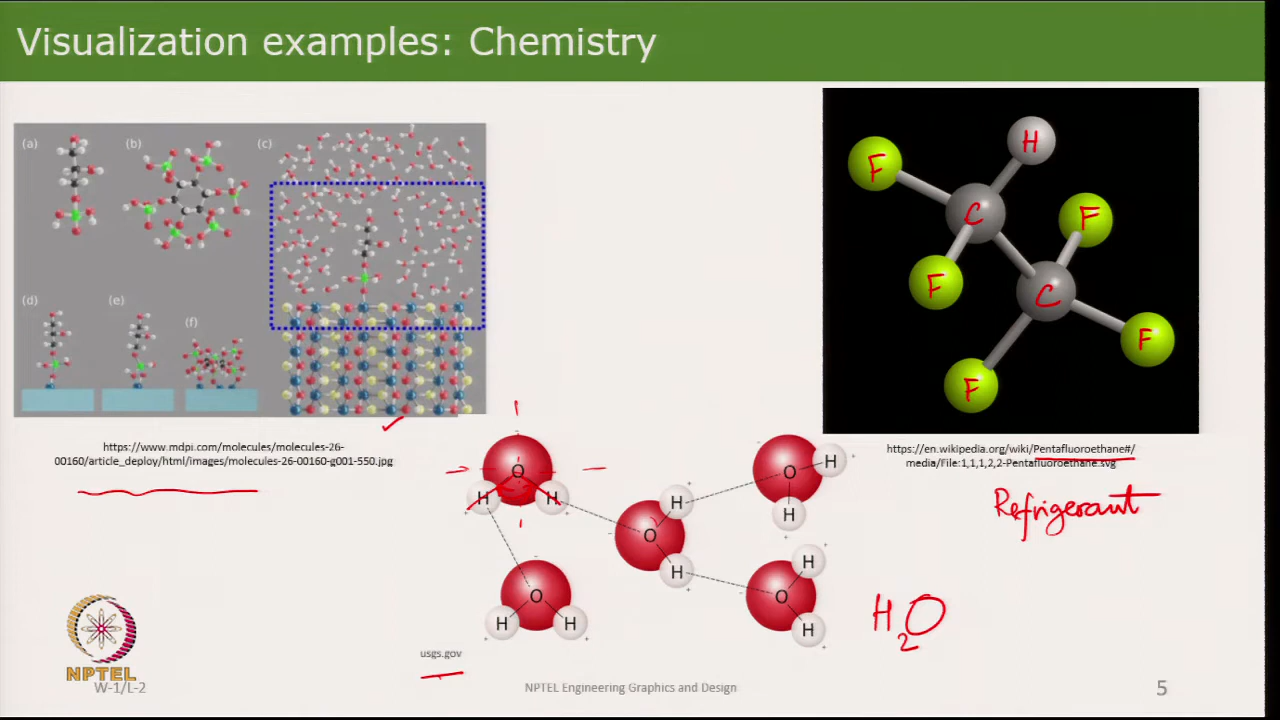 Visualization examples: Chemistry
(a)
(b)
(c)
(d)
(e)
(f)
https://www.mdpi.com/molecules/molecules-26-
00160/article_deploy/html/images/molecules-26-00160-g001-550.jpg
H
F
C
F
F
C
F
F
https://en.wikipedia.org/wiki/Pentafluoroethane#/
media/File:1,1,1,2,2-Pentafluoroethane.svg
Refrigerant
O
H
H
O
H
H
O
H
H
O
H
H
O
H
H
H2O
usgs.gov
NPTEL
W-1/L-2
NPTEL Engineering Graphics and Design
5